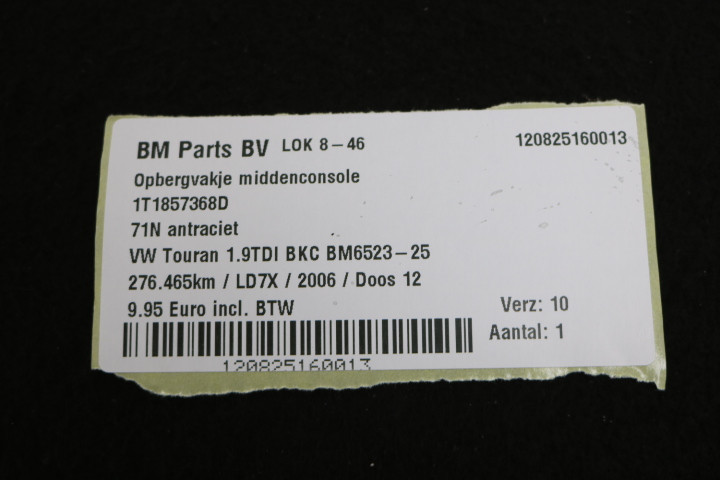 BM Parts BV LOK 8-46 120825160013
Opbergvakje middenconsole
1T1857368D
71N antraciet
VW Touran 1.9TDI BKC BM6523-25
276.465km / LD7X / 2006 / Doos 12
9.95 Euro incl. BTW Verz: 10
Aantal: 1
120825160013